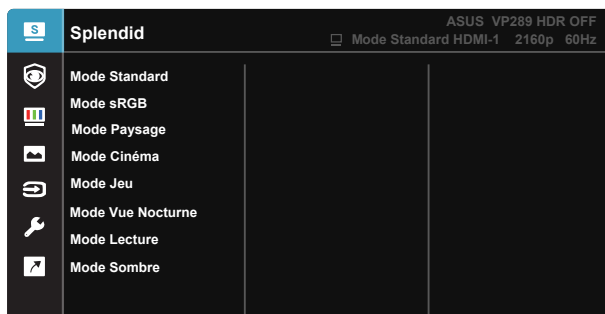 S
Splendid
ASUS VP289 HDR OFF
Mode Standard HDMI-1 2160p 60Hz
Mode Standard
Mode sRGB
Mode Paysage
Mode Cinéma
Mode Jeu
Mode Vue Nocturne
Mode Lecture
Mode Sombre